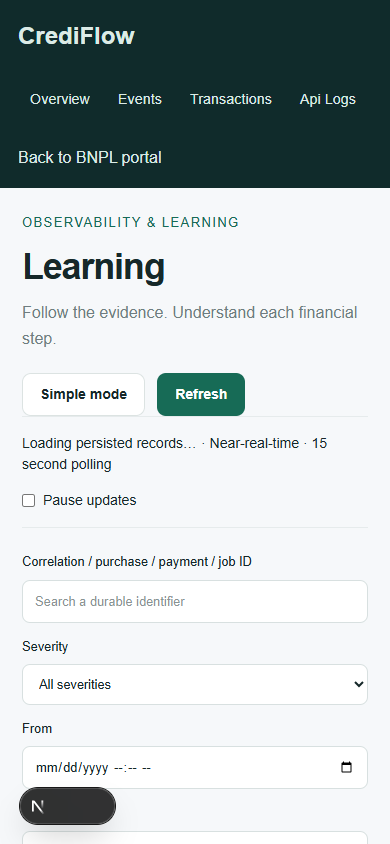 CrediFlow
Overview Events Transactions Api Logs
Back to BNPL portal
OBSERVABILITY & LEARNING
Learning
Follow the evidence. Understand each financial
step.
Simple mode Refresh
Loading persisted records... · Near-real-time · 15
second polling
Pause updates
Correlation / purchase / payment / job ID
Search a durable identifier
Severity
All severities
From
mm/dd/yyyy --:-- --
N